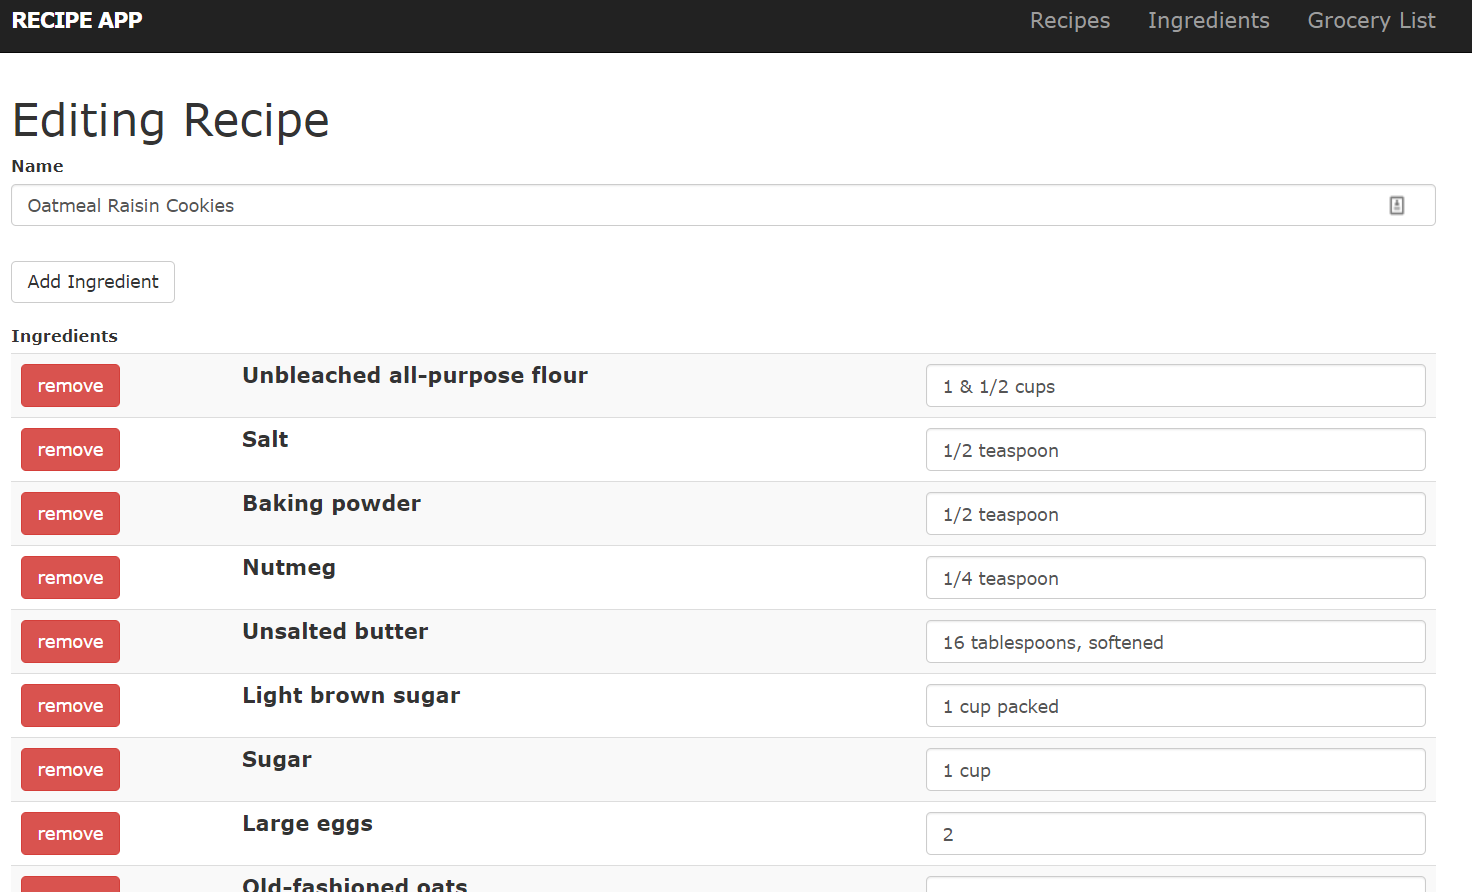 RECIPE APP Recipes Ingredients Grocery List
Editing Recipe
Name
Oatmeal Raisin Cookies
Add Ingredient
Ingredients
remove Unbleached all-purpose flour 1 & 1/2 cups
remove Salt 1/2 teaspoon
remove Baking powder 1/2 teaspoon
remove Nutmeg 1/4 teaspoon
remove Unsalted butter 16 tablespoons, softened
remove Light brown sugar 1 cup packed
remove Sugar 1 cup
remove Large eggs 2
Old-fashioned oats